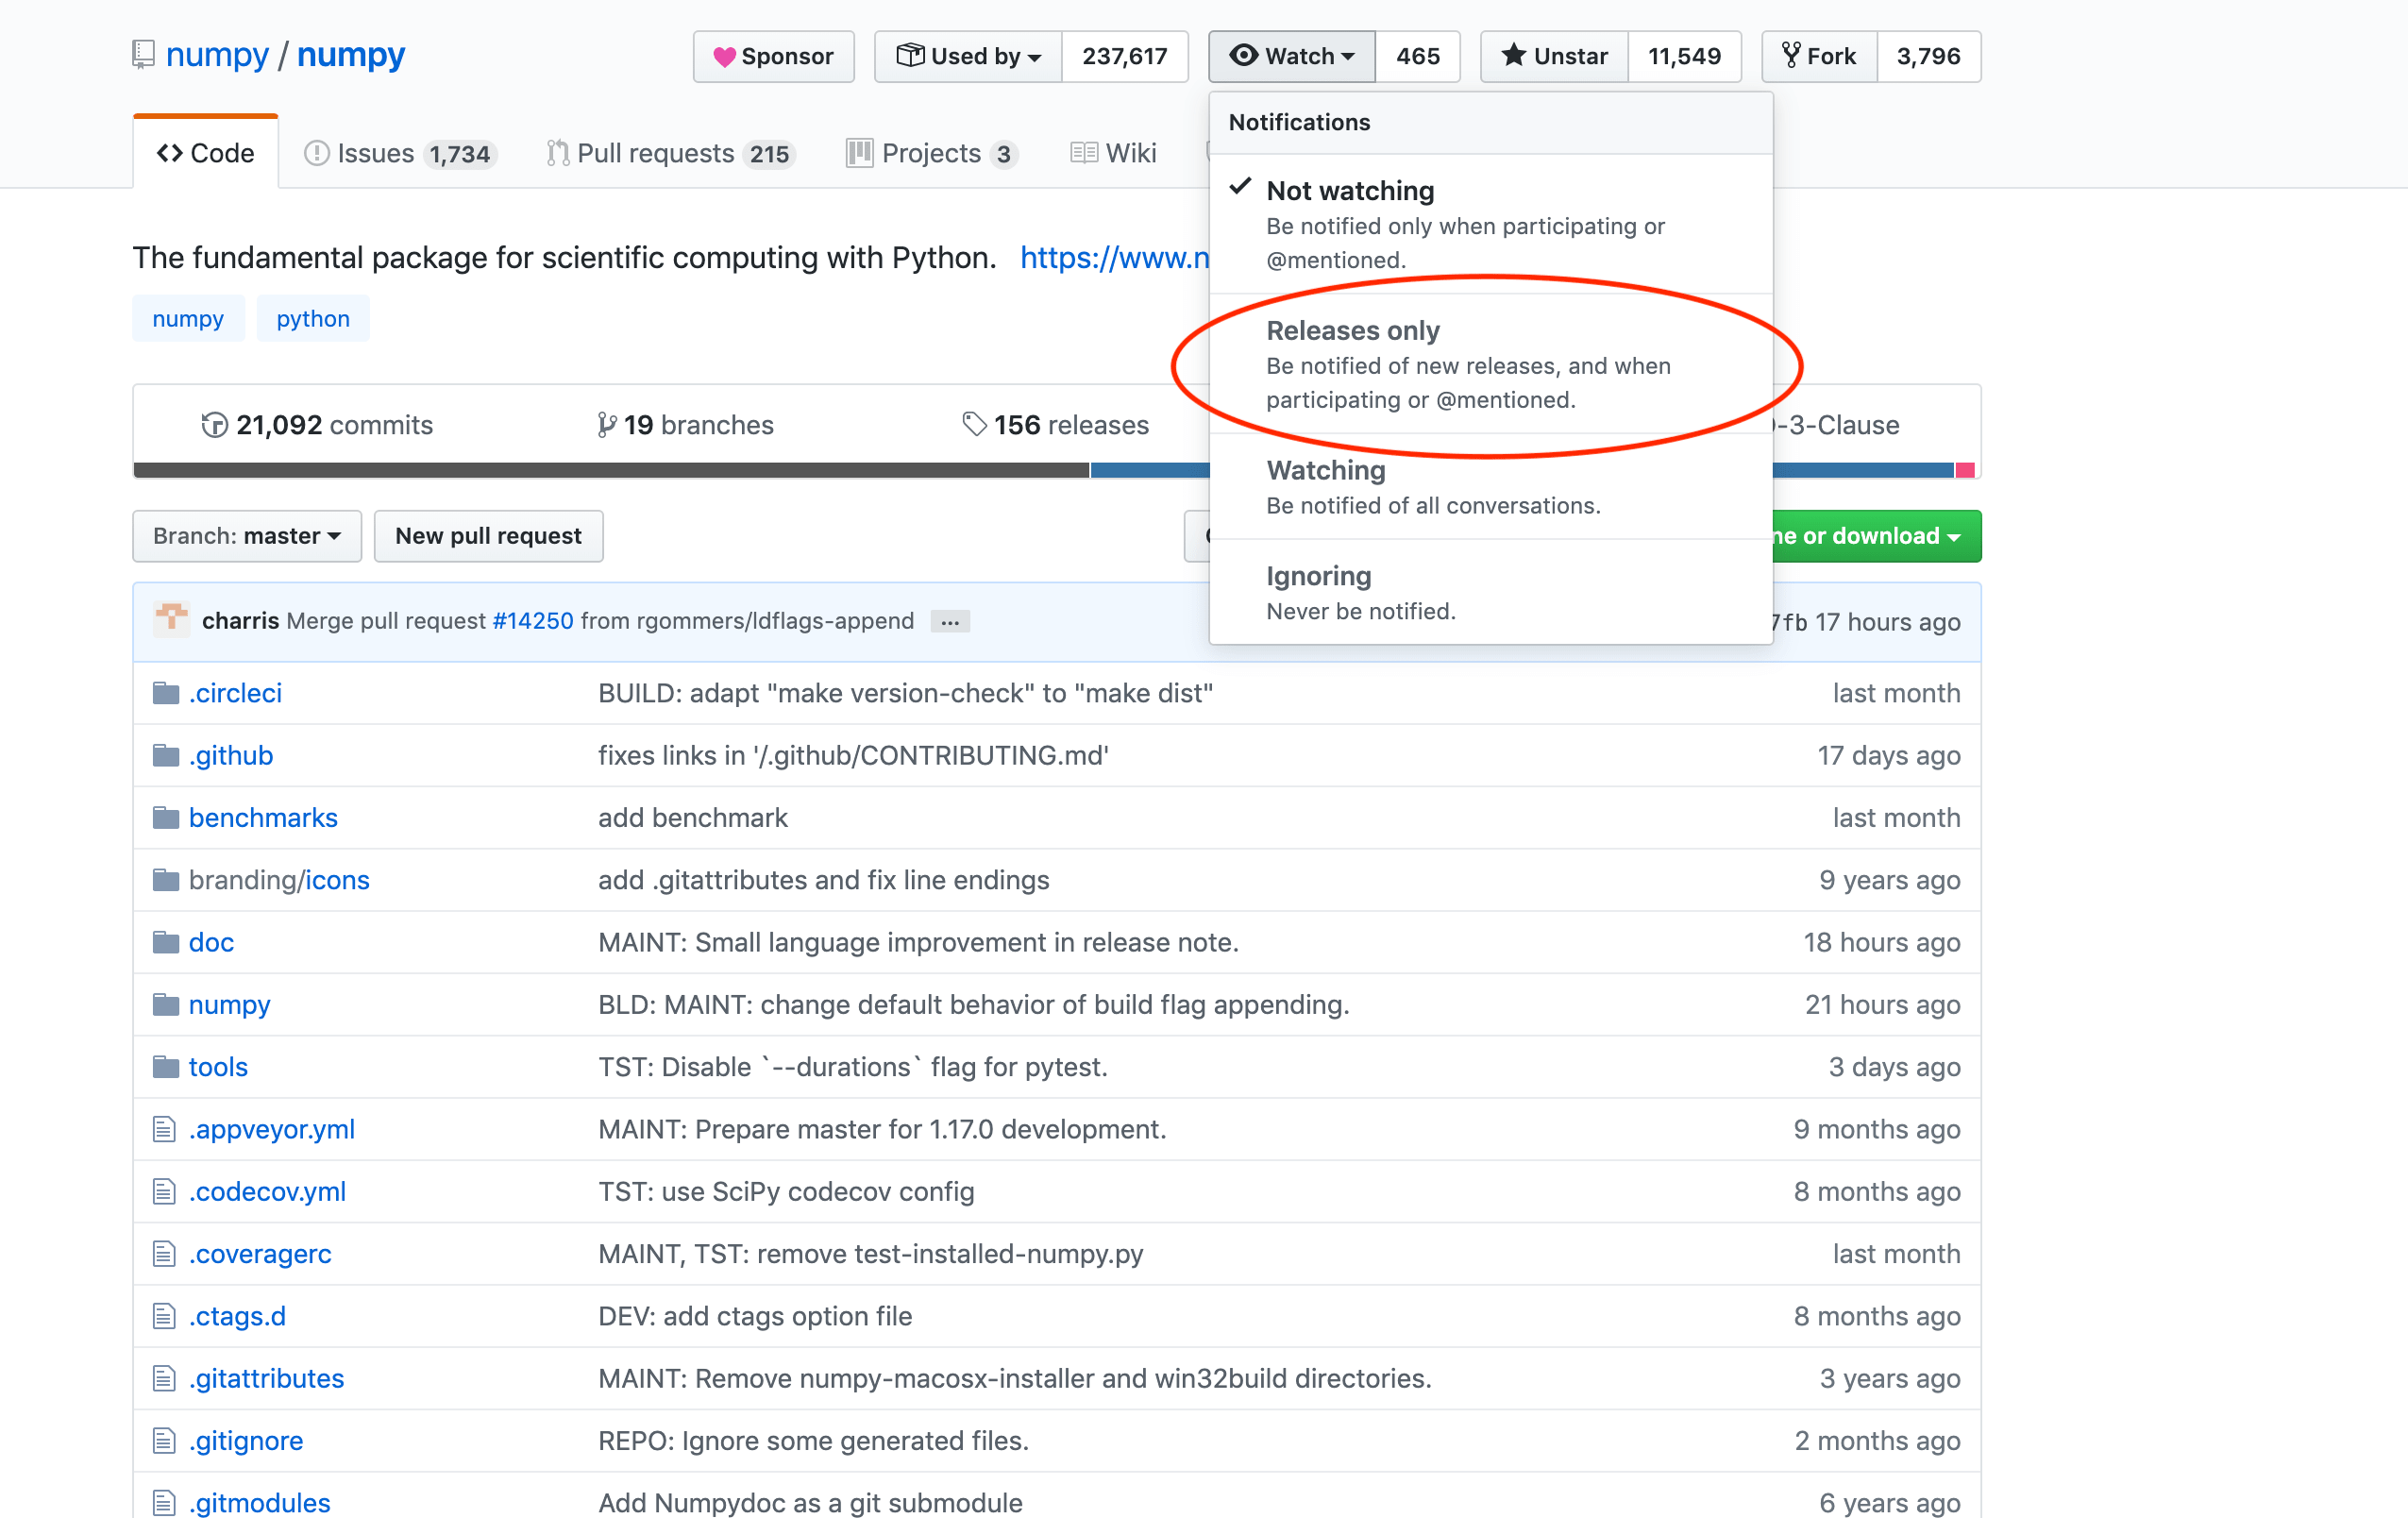 numpy / numpy
Sponsor
Used by 237,617
Watch 465
Unstar 11,549
Fork 3,796
Code
Issues 1,734
Pull requests 215
Projects 3
Wiki
Notifications
Not watching
Be notified only when participating or
@mentioned.
Releases only
Be notified of new releases, and when
participating or @mentioned.
Watching
Be notified of all conversations.
Ignoring
Never be notified.
The fundamental package for scientific computing with Python. https://www.n
numpy python
21,092 commits
19 branches
156 releases
-3-Clause
Branch: master
New pull request
ne or download
charris Merge pull request #14250 from rgommers/ldflags-append ...
7fb 17 hours ago
.circleci BUILD: adapt "make version-check" to "make dist" last month
.github fixes links in '/.github/CONTRIBUTING.md' 17 days ago
benchmarks add benchmark last month
branding/icons add .gitattributes and fix line endings 9 years ago
doc MAINT: Small language improvement in release note. 18 hours ago
numpy BLD: MAINT: change default behavior of build flag appending. 21 hours ago
tools TST: Disable `--durations` flag for pytest. 3 days ago
.appveyor.yml MAINT: Prepare master for 1.17.0 development. 9 months ago
.codecov.yml TST: use SciPy codecov config 8 months ago
.coveragerc MAINT, TST: remove test-installed-numpy.py last month
.ctags.d DEV: add ctags option file 8 months ago
.gitattributes MAINT: Remove numpy-macosx-installer and win32build directories. 3 years ago
.gitignore REPO: Ignore some generated files. 2 months ago
.gitmodules Add Numpydoc as a git submodule 6 years ago